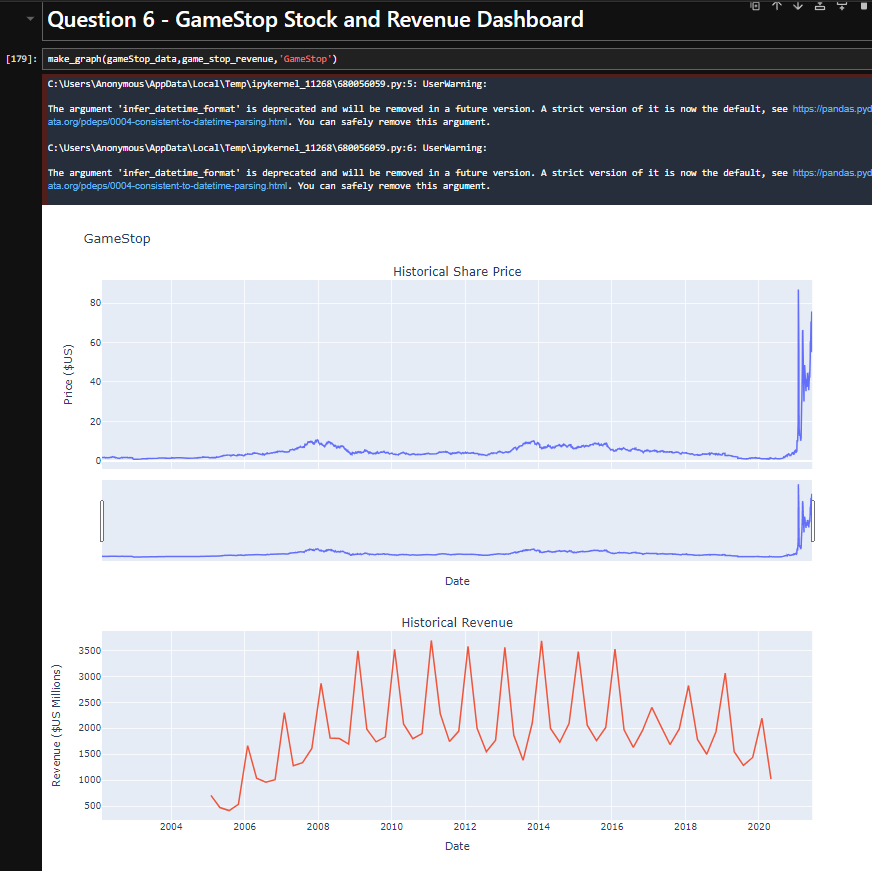 Question 6 - GameStop Stock and Revenue Dashboard
[179]: make_graph(gameStop_data,game_stop_revenue,'GameStop')
C:\Users\Anonymous\AppData\Local\Temp\ipykernel_11268\680056059.py:5: UserWarning:
The argument 'infer_datetime_format' is deprecated and will be removed in a future version. A strict version of it is now the default, see https://pandas.pyd
ata.org/pdeps/0004-consistent-to-datetime-parsing.html. You can safely remove this argument.
C:\Users\Anonymous\AppData\Local\Temp\ipykernel_11268\680056059.py:6: UserWarning:
The argument 'infer_datetime_format' is deprecated and will be removed in a future version. A strict version of it is now the default, see https://pandas.pyd
ata.org/pdeps/0004-consistent-to-datetime-parsing.html. You can safely remove this argument.
GameStop
Historical Share Price
Price ($US)
80
60
40
20
0
Date
Historical Revenue
Revenue ($US Millions)
3500
3000
2500
2000
1500
1000
500
2004 2006 2008 2010 2012 2014 2016 2018 2020
Date